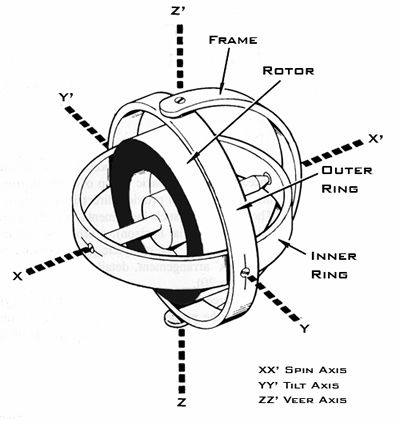 Z'
Frame
Rotor
Y'
X'
Outer
Ring
Inner
Ring
X
Y
Z
XX' Spin Axis
YY' Tilt Axis
ZZ' Veer Axis